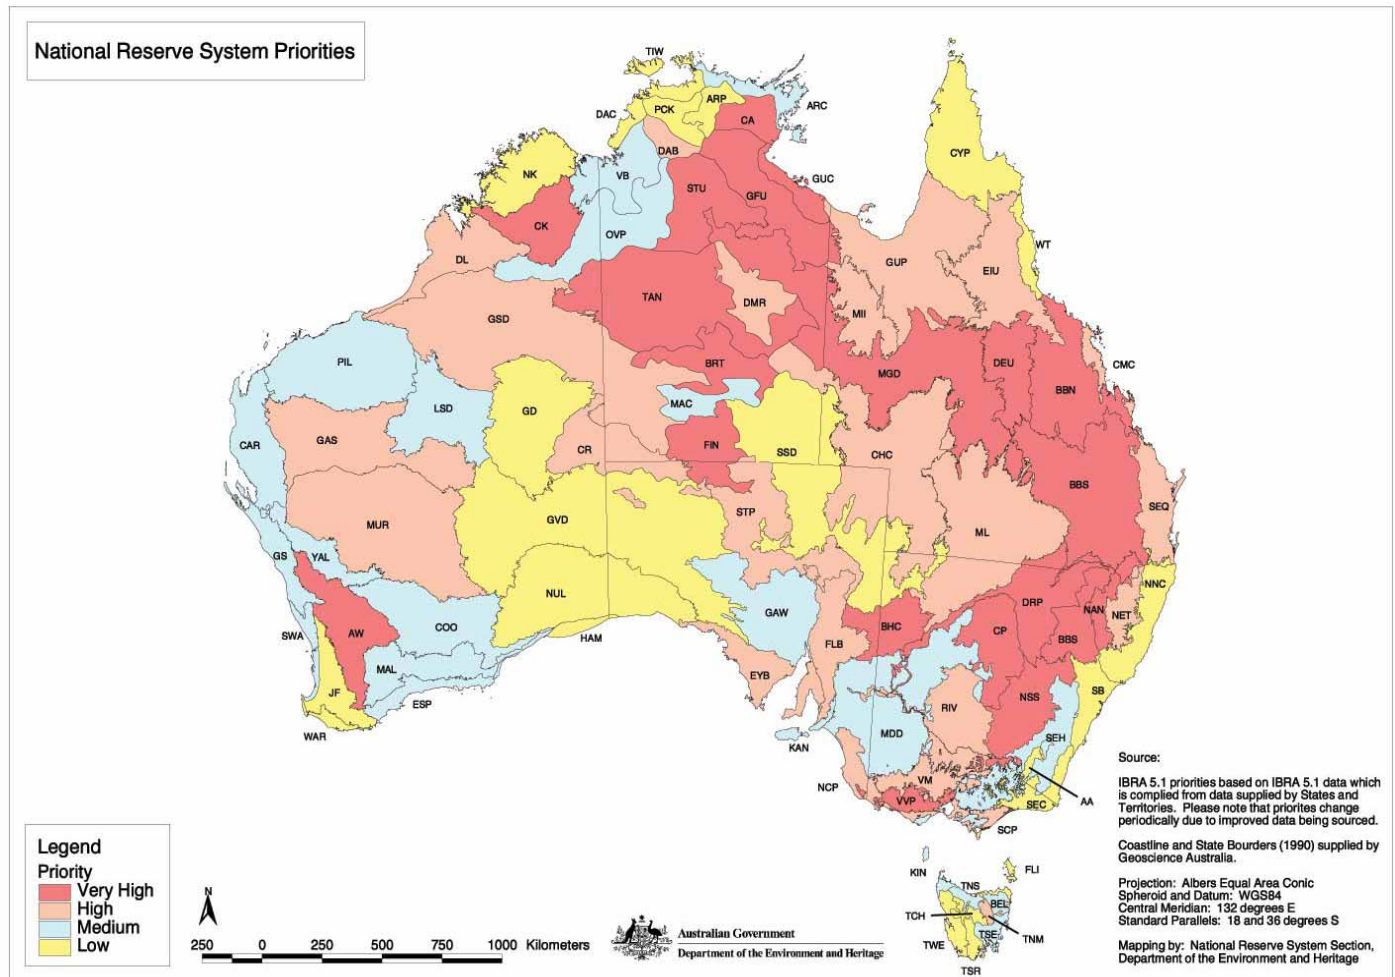 National Reserve System Priorities
TIW
ARP
PCK
ARC
DAC
CA
DAB
CYP
NK
VB
GUC
STU
GFU
CK
OVP
WT
DL
GUP
EIU
TAN
DMR
MII
GSD
PIL
BRT
MGD
DEU
CMC
BBN
MAC
LSD
GD
GAS
CAR
CR
FIN
SSD
CHC
BBS
SEQ
STP
GVD
MUR
ML
GS
YAL
NUL
NNC
DRP
NAN
NET
GAW
COO
BHC
CP
SWA
AW
HAM
FLB
BBS
MAL
EYB
JF
NSS
SB
ESP
RIV
WAR
MDD
SEH
KAN
NCP
VM
VVP
SEC
AA
SCP
KIN
FLI
TNS
BEL
TCH
TSE
TNM
TWE
TSR
Source:
IBRA 5.1 priorities based on IBRA 5.1 data which
is complied from data supplied by States and
Territories. Please note that priorites change
periodically due to improved data being sourced.
Coastline and State Bourders (1990) supplied by
Geoscience Australia.
Projection: Albers Equal Area Conic
Spheroid and Datum: WGS84
Central Meridian: 132 degrees E
Standard Parallels: 18 and 36 degrees S
Mapping by: National Reserve System Section,
Department of the Environment and Heritage
Legend
Priority
Very High
High
Medium
Low
N
250 0 250 500 750 1000 Kilometers
Australian Government
Department of the Environment and Heritage